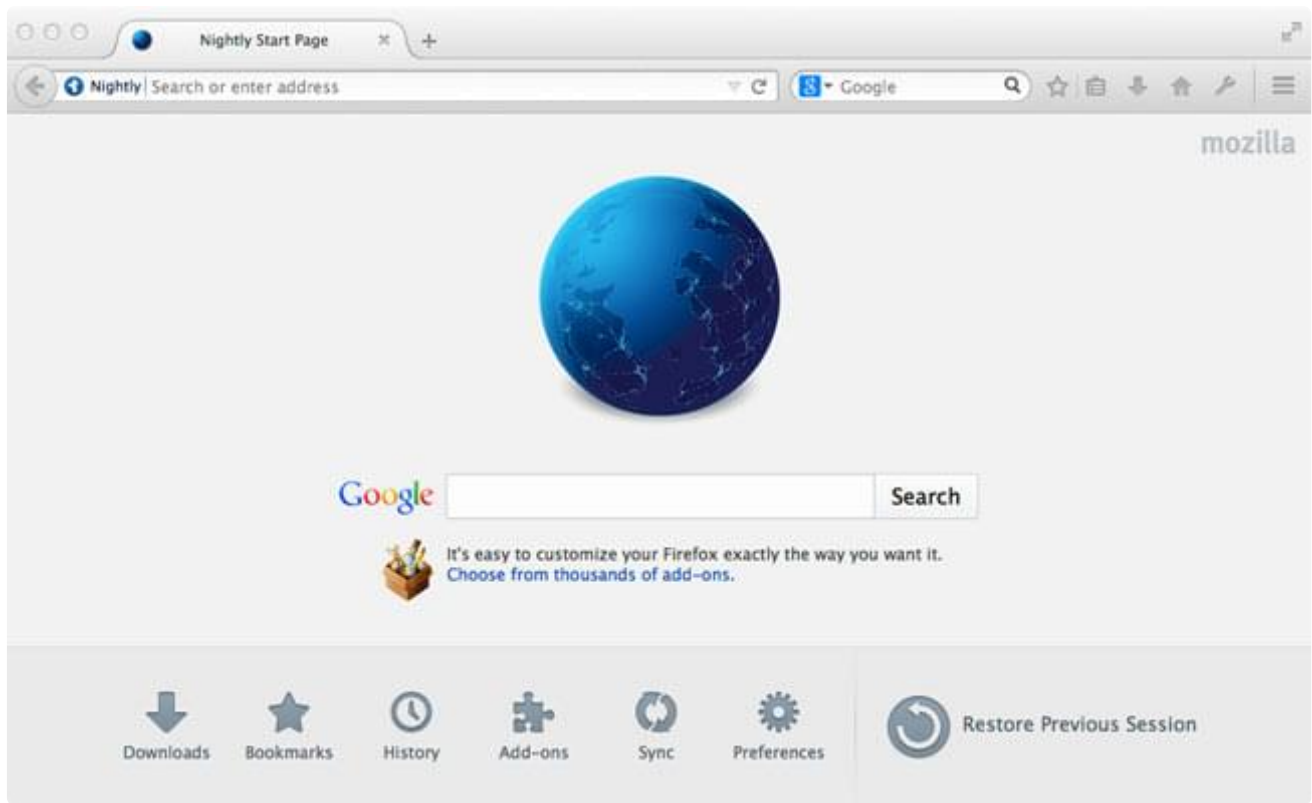 Nightly Start Page
Nightly Search or enter address
Google
mozilla
Google
Search
It's easy to customize your Firefox exactly the way you want it.
Choose from thousands of add-ons.
Downloads Bookmarks History Add-ons Sync Preferences
Restore Previous Session